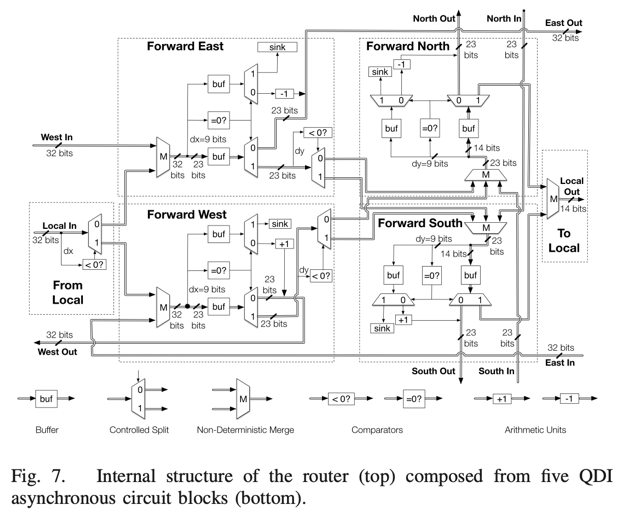 North Out North In
East Out
32 bits
Forward East
sink
23 bits
23 bits
Forward North
-1
sink
1
0
buf
-1
=0?
23 bits
1 0
0 1
West In
32 bits
M
32 bits
23 bits
dx=9 bits
buf
0
1
< 0?
dy
23 bits
0
1
buf
=0?
buf
14 bits
dy=9 bits
23 bits
M
Local Out
14 bits
M
To Local
Local In
32 bits
dx
0
1
< 0?
From Local
Forward West
sink
1
0
buf
+1
=0?
23 bits
M
32 bits
23 bits
dx=9 bits
buf
0
1
23 bits
dy
< 0?
0
1
Forward South
M
dy=9 bits
23 bits
14 bits
buf
=0?
buf
1 0
0 1
sink
+1
23 bits
23 bits
32 bits
West Out
32 bits
East In
South Out South In
buf
0
1
M
< 0?
=0?
+1
-1
Buffer
Controlled Split
Non-Deterministic Merge
Comparators
Arithmetic Units
Fig. 7. Internal structure of the router (top) composed from five QDI
asynchronous circuit blocks (bottom).